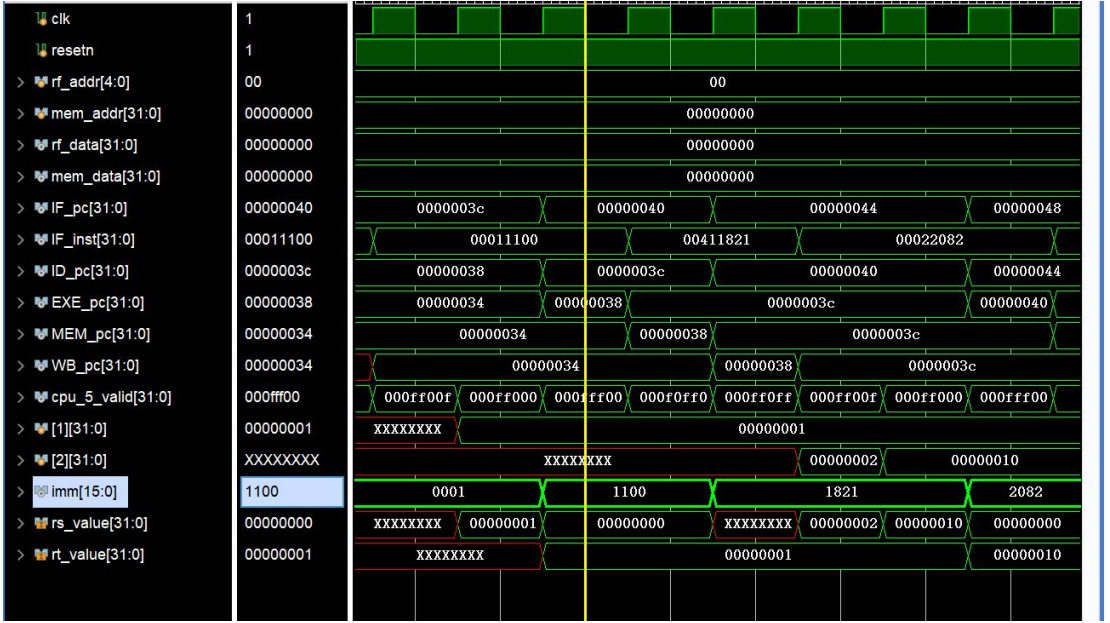 clk 1
resetn 1
rf_addr[4:0] 00 00
mem_addr[31:0] 00000000 00000000
rf_data[31:0] 00000000 00000000
mem_data[31:0] 00000000 00000000
IF_pc[31:0] 00000040 0000003c 00000040 00000044 00000048
IF_inst[31:0] 00011100 00011100 00411821 00022082
ID_pc[31:0] 0000003c 00000038 0000003c 00000040 00000044
EXE_pc[31:0] 00000038 00000034 00000038 0000003c 00000040
MEM_pc[31:0] 00000034 00000034 00000038 0000003c
WB_pc[31:0] 00000034 00000034 00000038 0000003c
cpu_5_valid[31:0] 000fff00 000ff00f 000ff000 000fff00 000f0ff0 000ff0ff 000ff00f 000ff000 000fff00
[1][31:0] 00000001 XXXXXXXX 00000001
[2][31:0] XXXXXXXX XXXXXXXX 00000002 00000010
imm[15:0] 1100 0001 1100 1821 2082
rs_value[31:0] 00000000 XXXXXXXX 00000001 00000000 XXXXXXXX 00000002 00000010 00000000
rt_value[31:0] 00000001 XXXXXXXX 00000001 00000010